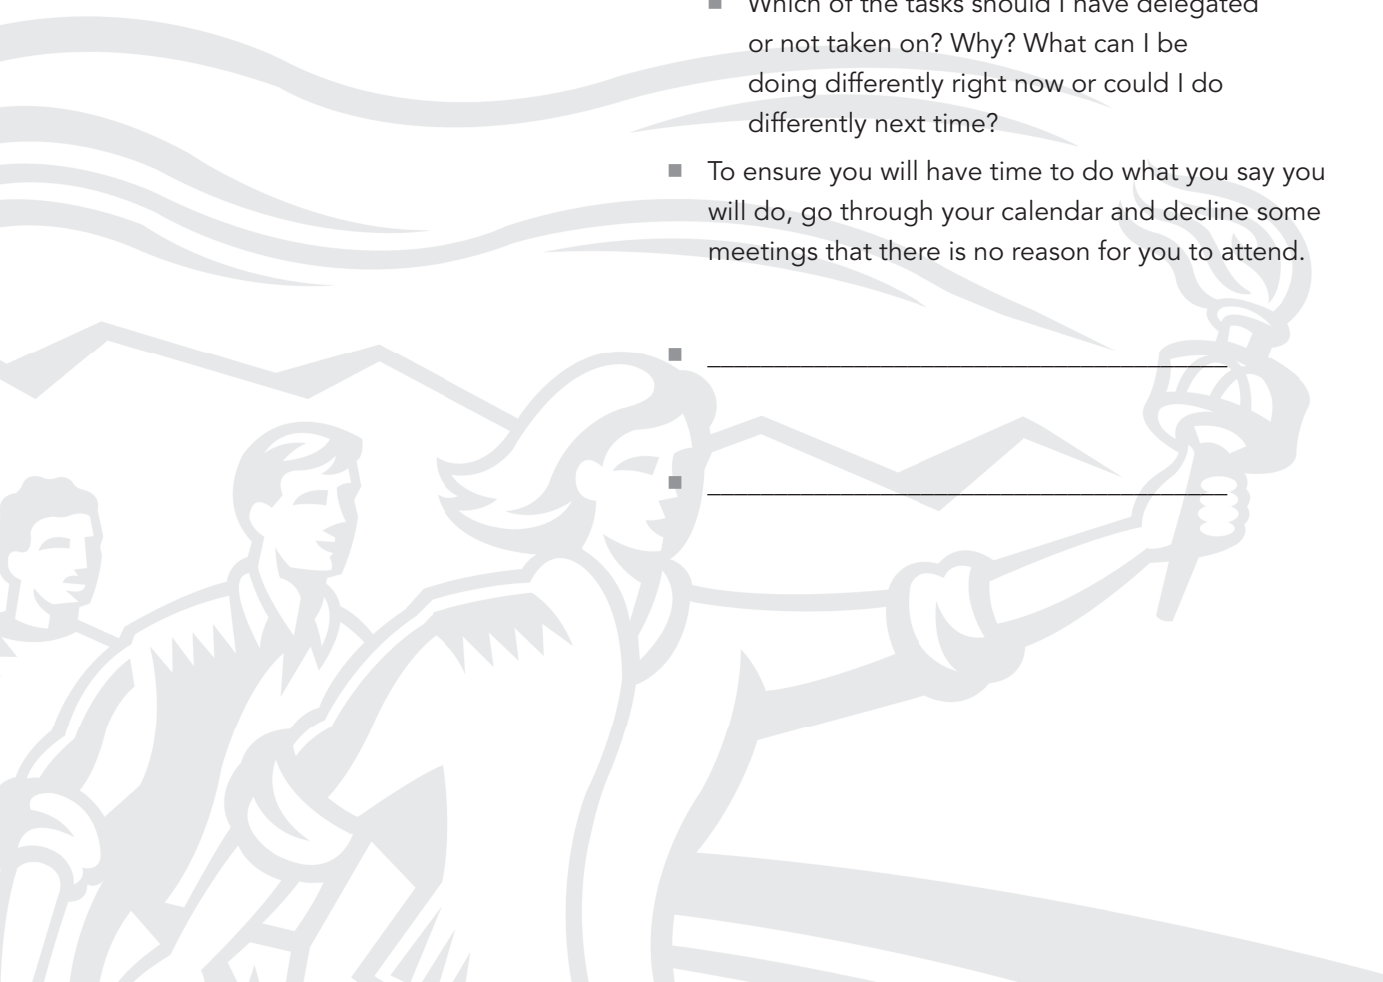 ■ Which of the tasks should I have delegated
or not taken on? Why? What can I be
doing differently right now or could I do
differently next time?
■ To ensure you will have time to do what you say you
will do, go through your calendar and decline some
meetings that there is no reason for you to attend.
■ ________________________________________
■ ________________________________________